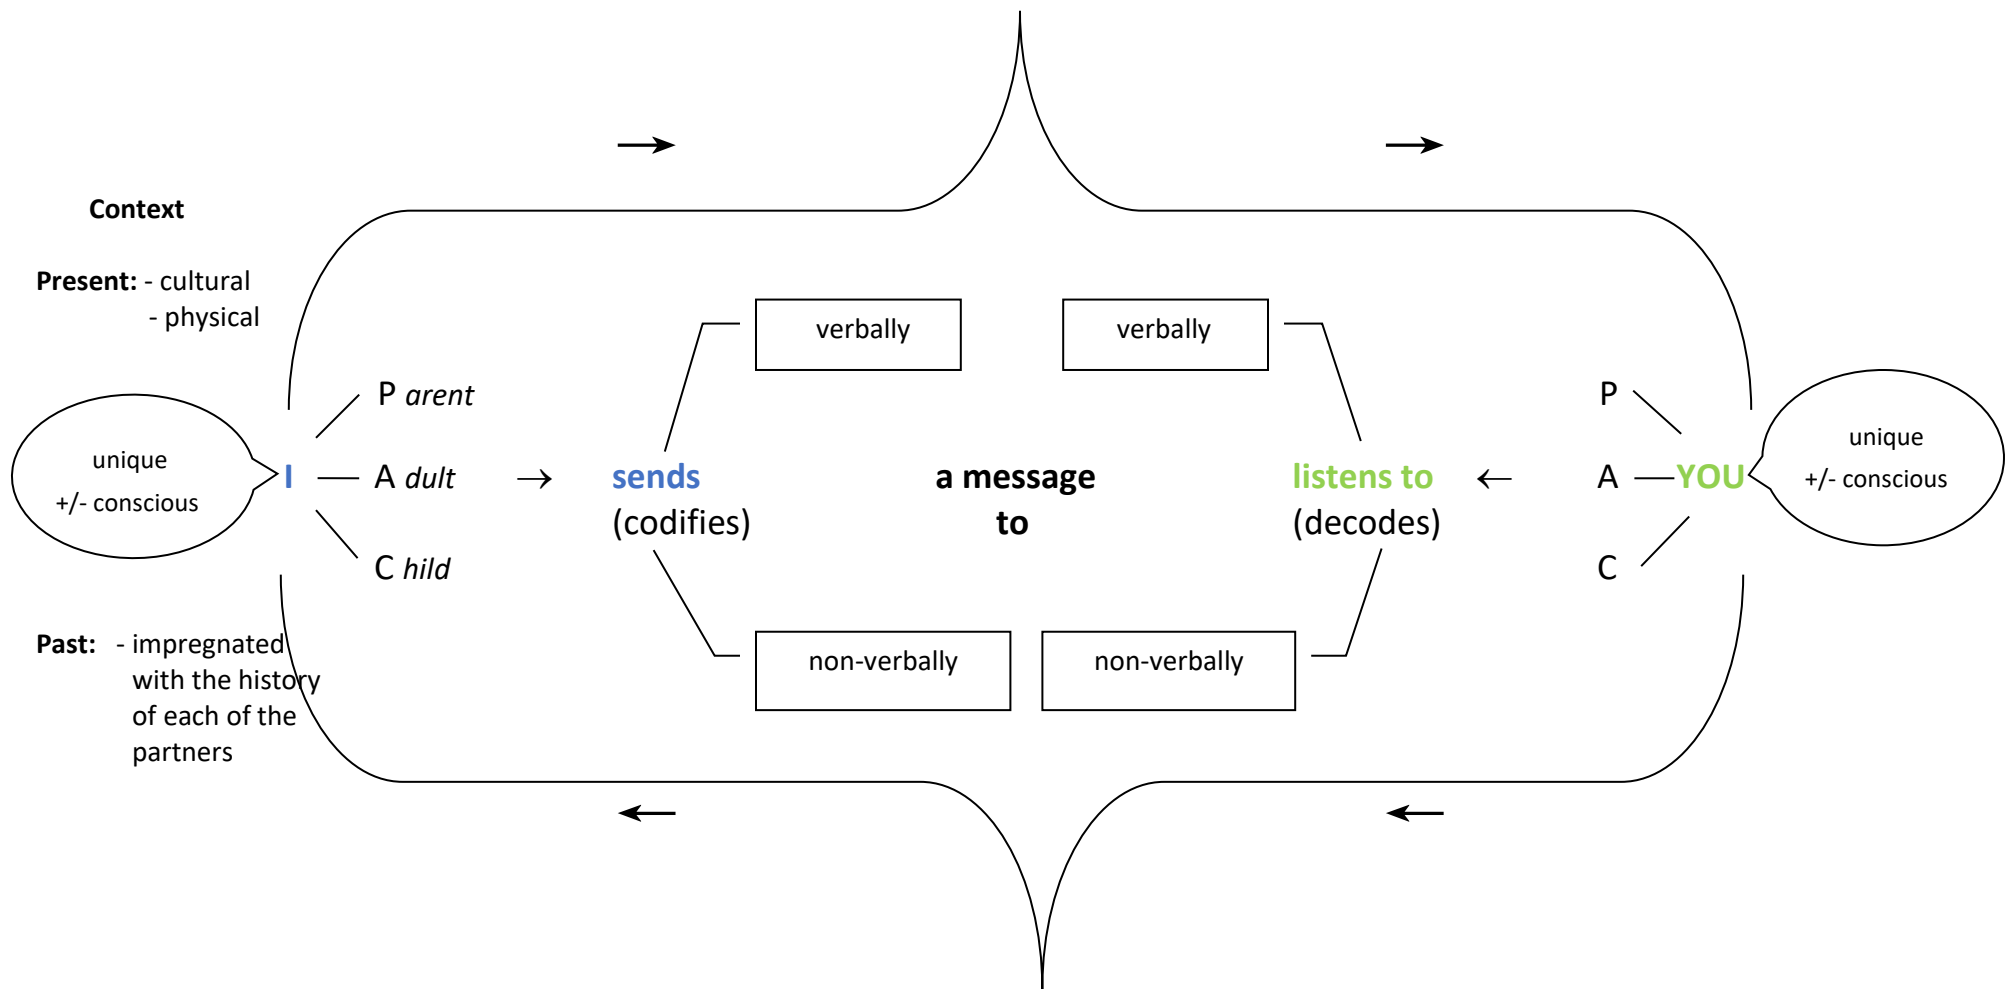 Context
Present: - cultural
- physical
verbally
verbally
P arent
P
unique
+/- conscious
I
A dult
→
sends
(codifies)
a message
to
listens to
(decodes)
←
A
YOU
unique
+/- conscious
C hild
C
Past: - impregnated
with the history
of each of the
partners
non-verbally
non-verbally